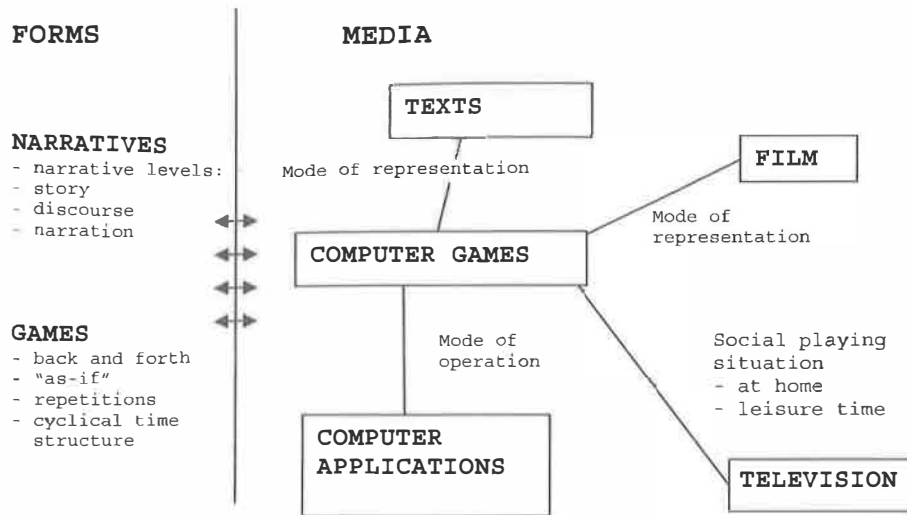 FORMS
NARRATIVES
- narrative levels:
- story
- discourse
- narration
GAMES
- back and forth
- "as-if"
- repetitions
- cyclical time
structure
MEDIA
TEXTS
Mode of representation
FILM
Mode of
representation
COMPUTER GAMES
Mode of
operation
Social playing
situation
- at home
- leisure time
COMPUTER
APPLICATIONS
TELEVISION